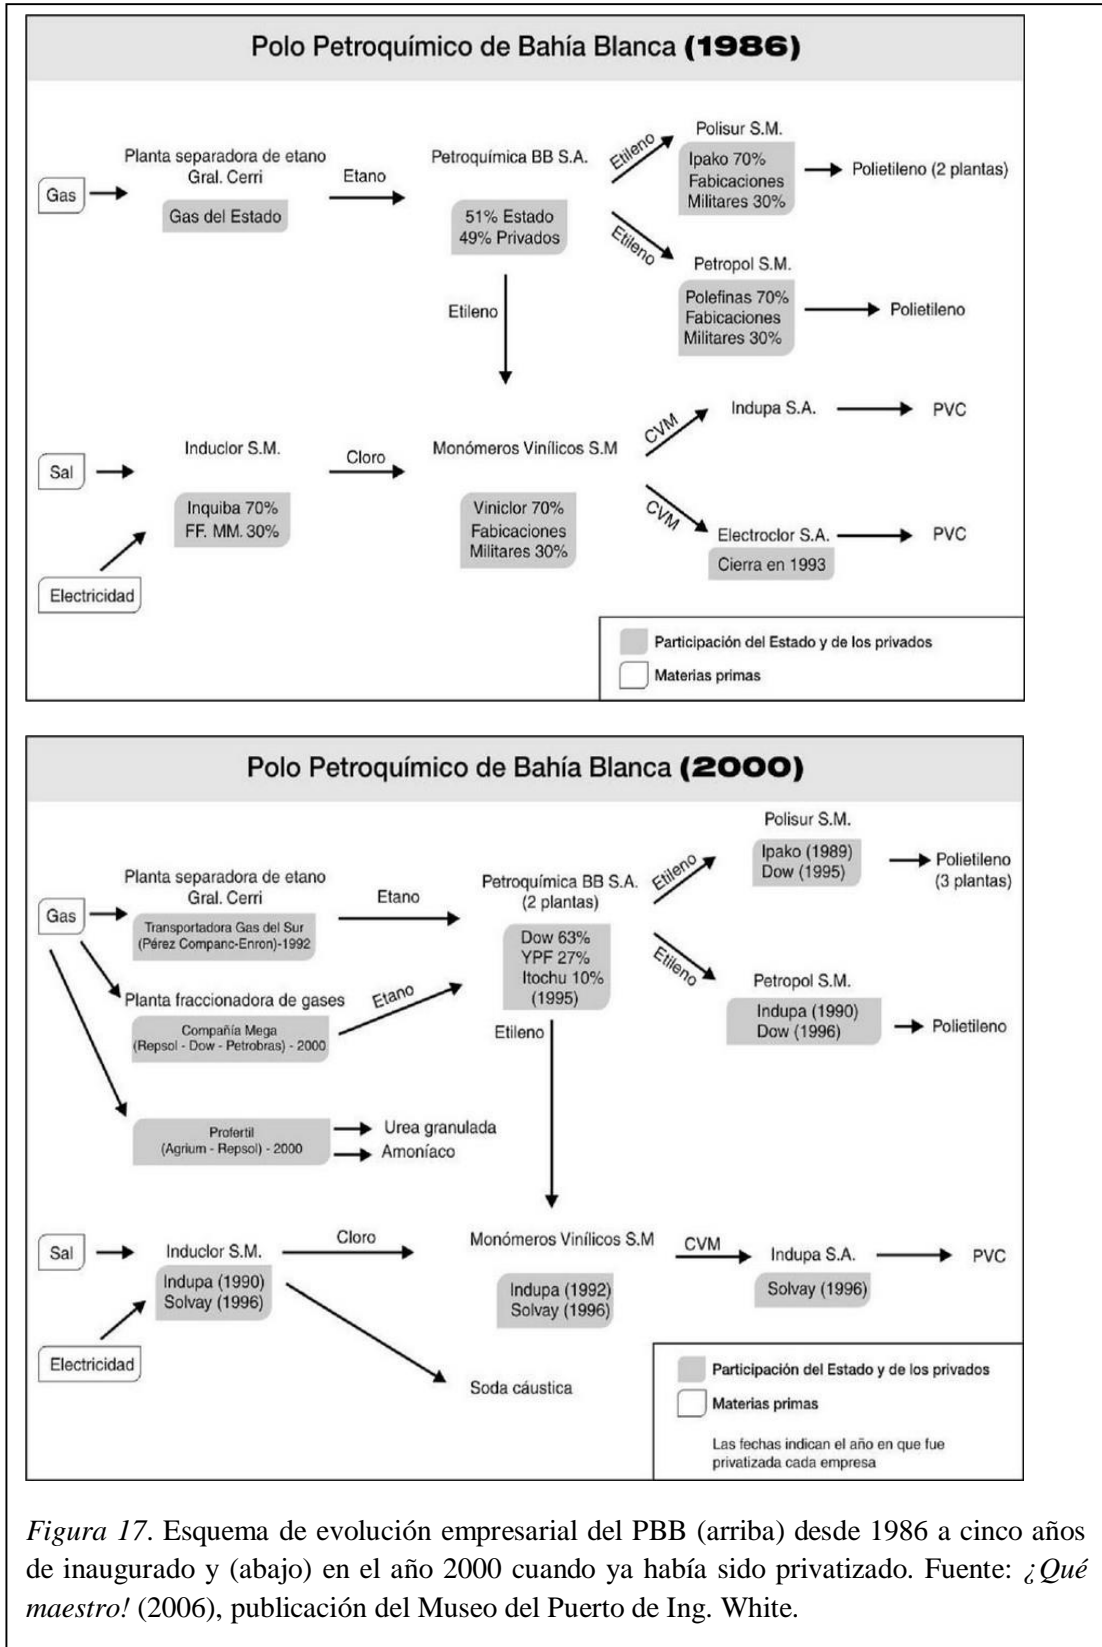 Polo Petroquímico de Bahía Blanca (1986)
Gas
Planta separadora de etano
Gral. Cerri
Gas del Estado
Etano
Petroquímica BB S.A.
51% Estado
49% Privados
Etileno
Polisur S.M.
Ipako 70%
Fabicaciones
Militares 30%
Polietileno (2 plantas)
Etileno
Petropol S.M.
Polefinas 70%
Fabicaciones
Militares 30%
Polietileno
Etileno
Sal
Electricidad
Inducior S.M.
Inquiba 70%
FF. MM. 30%
Cloro
Monómeros Vinílicos S.M
Viniclor 70%
Fabicaciones
Militares 30%
CVM
Indupa S.A.
PVC
CVM
Electroclor S.A.
Cierra en 1993
PVC
Participación del Estado y de los privados
Materias primas
Polo Petroquímico de Bahía Blanca (2000)
Gas
Planta separadora de etano
Gral. Cerri
Transportadora Gas del Sur
(Pérez Companc-Enron)-1992
Etano
Planta fraccionadora de gases
Compañía Mega
(Repsol - Dow - Petrobras) - 2000
Etano
Profertil
(Agrium - Repsol) - 2000
Urea granulada
Amoníaco
Petroquímica BB S.A.
(2 plantas)
Dow 63%
YPF 27%
Itochu 10%
(1995)
Etileno
Polisur S.M.
Ipako (1989)
Dow (1995)
Polietileno
(3 plantas)
Etileno
Petropol S.M.
Indupa (1990)
Dow (1996)
Polietileno
Etileno
Sal
Electricidad
Induclor S.M.
Indupa (1990)
Solvay (1996)
Cloro
Soda cáustica
Monómeros Vinílicos S.M
Indupa (1992)
Solvay (1996)
CVM
Indupa S.A.
Solvay (1996)
PVC
Participación del Estado y de los privados
Materias primas
Las fechas indican el año en que fue
privatizada cada empresa
Figura 17. Esquema de evolución empresarial del PBB (arriba) desde 1986 a cinco años
de inaugurado y (abajo) en el año 2000 cuando ya había sido privatizado. Fuente: ¿Qué
maestro! (2006), publicación del Museo del Puerto de Ing. White.